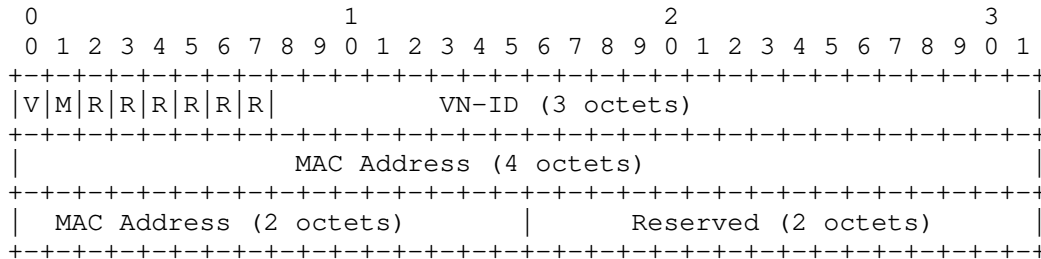 0                   1                   2                   3
 0 1 2 3 4 5 6 7 8 9 0 1 2 3 4 5 6 7 8 9 0 1 2 3 4 5 6 7 8 9 0 1
+-+-+-+-+-+-+-+-+-+-+-+-+-+-+-+-+-+-+-+-+-+-+-+-+-+-+-+-+-+-+-+-+
|V|M|R|R|R|R|R|R|          VN-ID (3 octets)                     |
+-+-+-+-+-+-+-+-+-+-+-+-+-+-+-+-+-+-+-+-+-+-+-+-+-+-+-+-+-+-+-+-+
|                 MAC Address (4 octets)                        |
+-+-+-+-+-+-+-+-+-+-+-+-+-+-+-+-+-+-+-+-+-+-+-+-+-+-+-+-+-+-+-+-+
|  MAC Address (2 octets)       |      Reserved (2 octets)      |
+-+-+-+-+-+-+-+-+-+-+-+-+-+-+-+-+-+-+-+-+-+-+-+-+-+-+-+-+-+-+-+-+